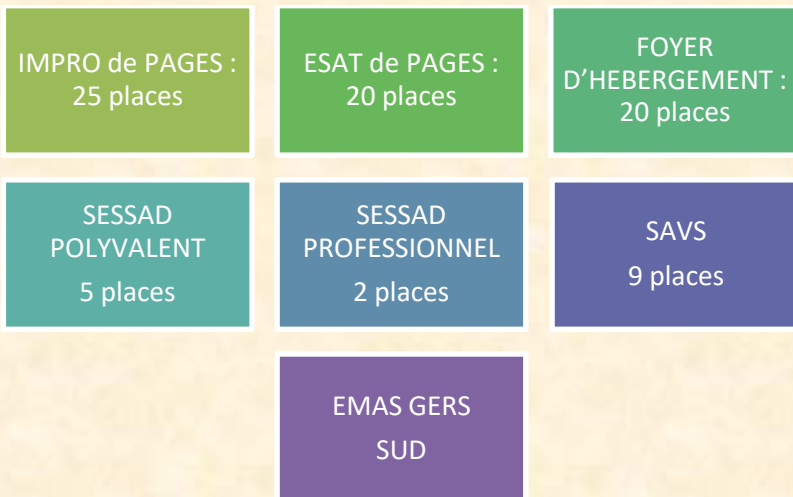 IMPRO de PAGES :
25 places
ESAT de PAGES :
20 places
FOYER
D’HEBERGEMENT :
20 places
SESSAD
POLYVALENT
5 places
SESSAD
PROFESSIONNEL
2 places
SAVS
9 places
EMAS GERS
SUD